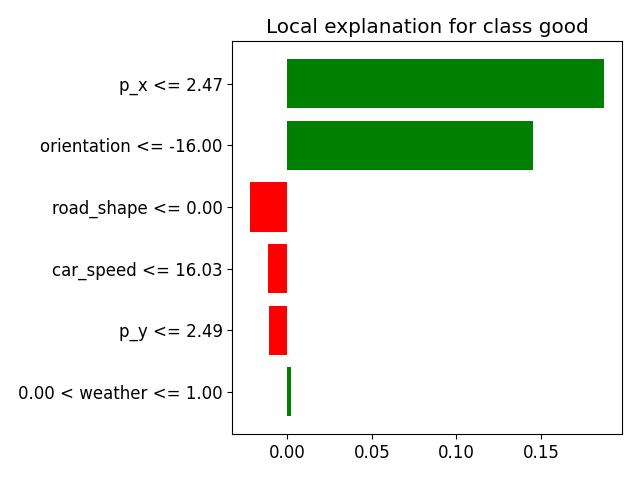 Local explanation for class good
p_x <= 2.47
orientation <= -16.00
road_shape <= 0.00
car_speed <= 16.03
p_y <= 2.49
0.00 < weather <= 1.00
0.00 0.05 0.10 0.15